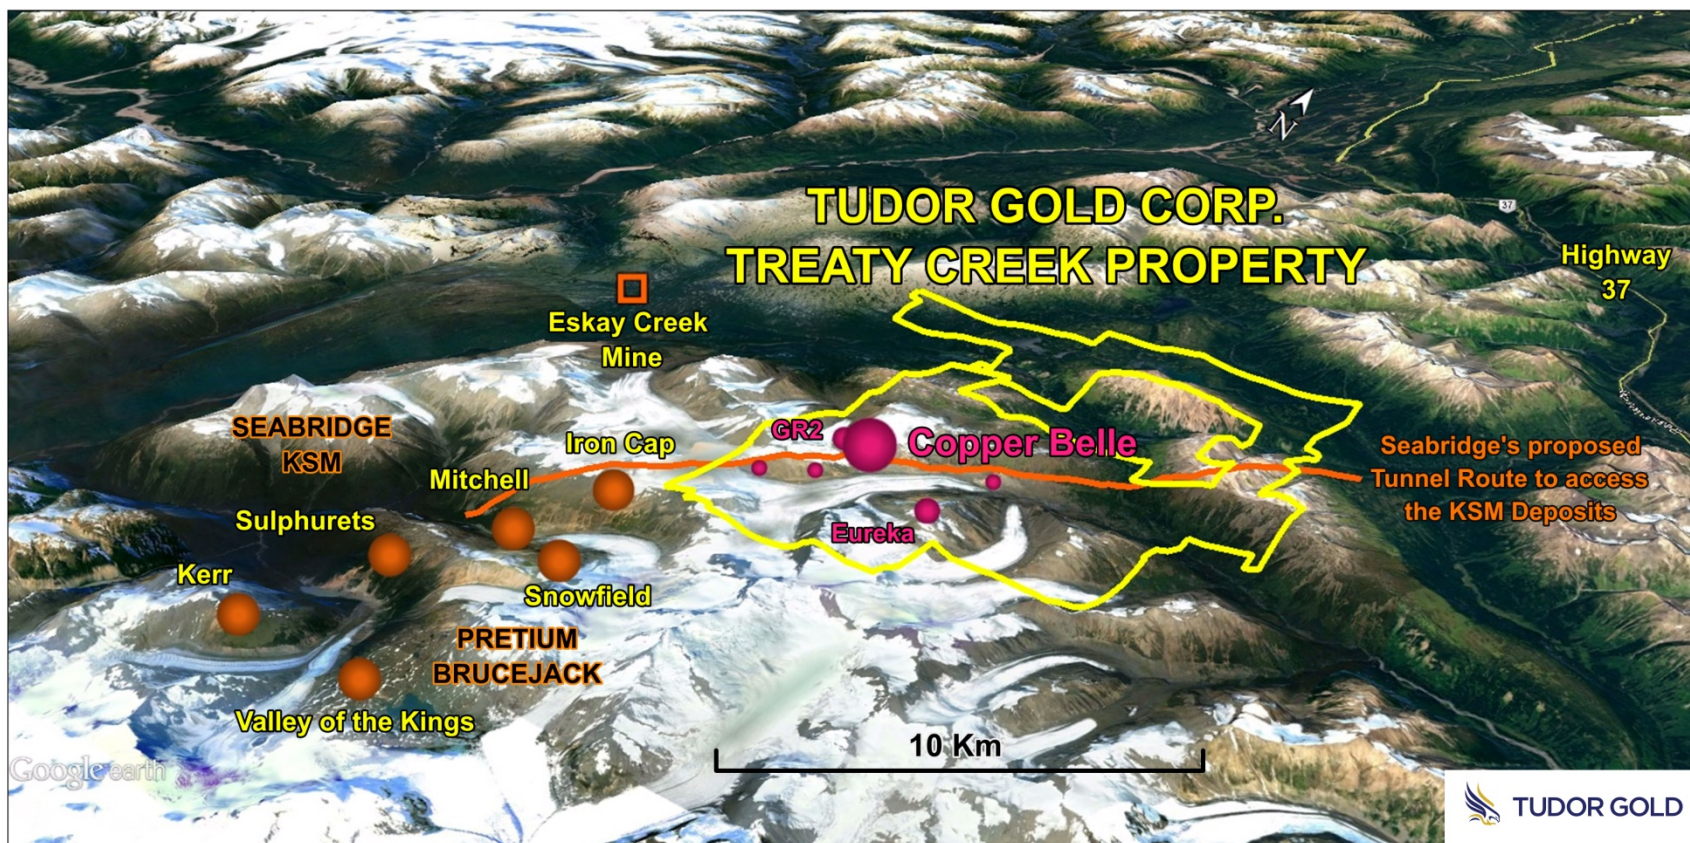 N
TUDOR GOLD CORP.
TREATY CREEK PROPERTY
37
Highway
37
Eskay Creek
Mine
SEABRIDGE
KSM
Iron Cap
GR2
Copper Belle
Mitchell
Seabridge's proposed
Tunnel Route to access
the KSM Deposits
Sulphurets
Eureka
Kerr
Snowfield
PRETIUM
BRUCEJACK
Valley of the Kings
10 Km
Google earth
TUDOR GOLD